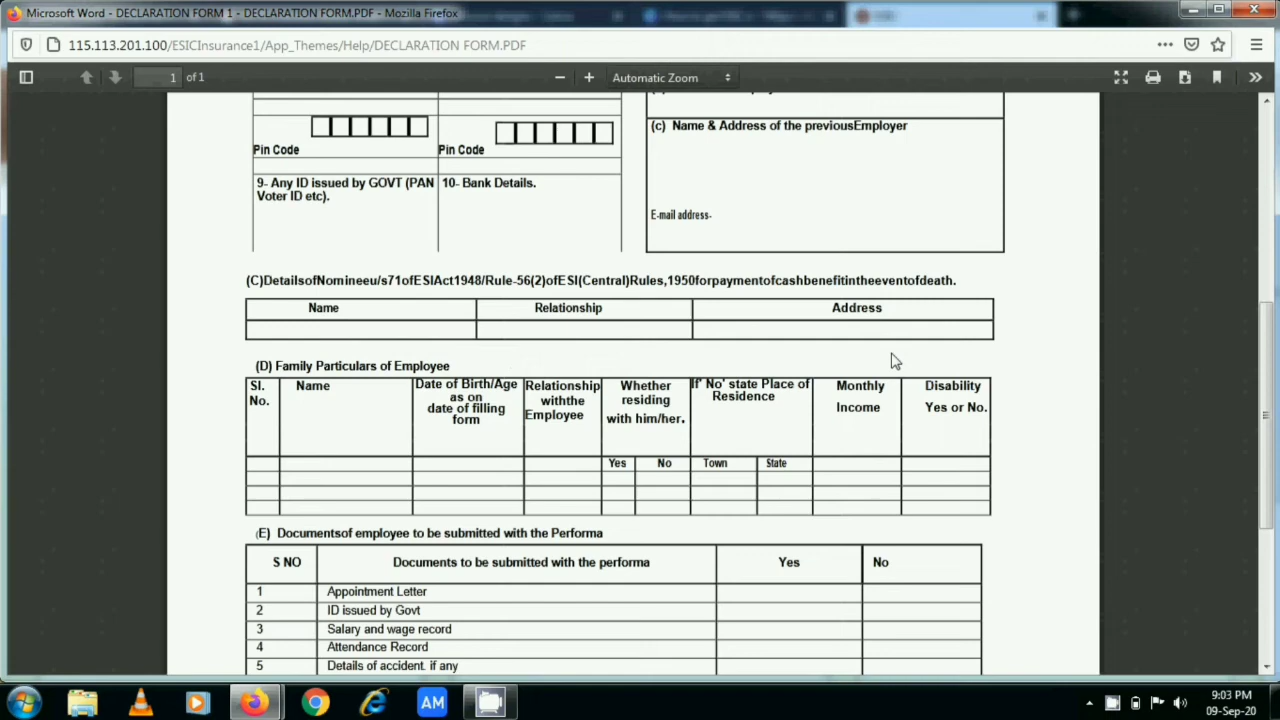 Microsoft Word - DECLARATION FORM 1 - DECLARATION FORM.PDF - Mozilla Firefox
115.113.201.100/ESICInsurance1/App_Themes/Help/DECLARATION FORM.PDF
1 of 1
Automatic Zoom
(c) Name & Address of the previousEmployer
Pin Code
Pin Code
9- Any ID issued by GOVT (PAN
Voter ID etc).
10- Bank Details.
E-mail address-
(C)DetailsofNomineeu/s71ofESIAct1948/Rule-56(2)ofESI(Central)Rules,1950forpaymentofcashbenefitintheeventofdeath.
Name Relationship Address
(D) Family Particulars of Employee
Sl.
No.
Name
Date of Birth/Age
as on
date of filling
form
Relationship
withthe
Employee
Whether
residing
with him/her.
If' No' state Place of
Residence
Monthly
Income
Disability
Yes or No.
Yes No Town State
(E) Documentsof employee to be submitted with the Performa
S NO Documents to be submitted with the performa Yes No
1 Appointment Letter
2 ID issued by Govt
3 Salary and wage record
4 Attendance Record
5 Details of accident. if any
AM
9:03 PM
09-Sep-20